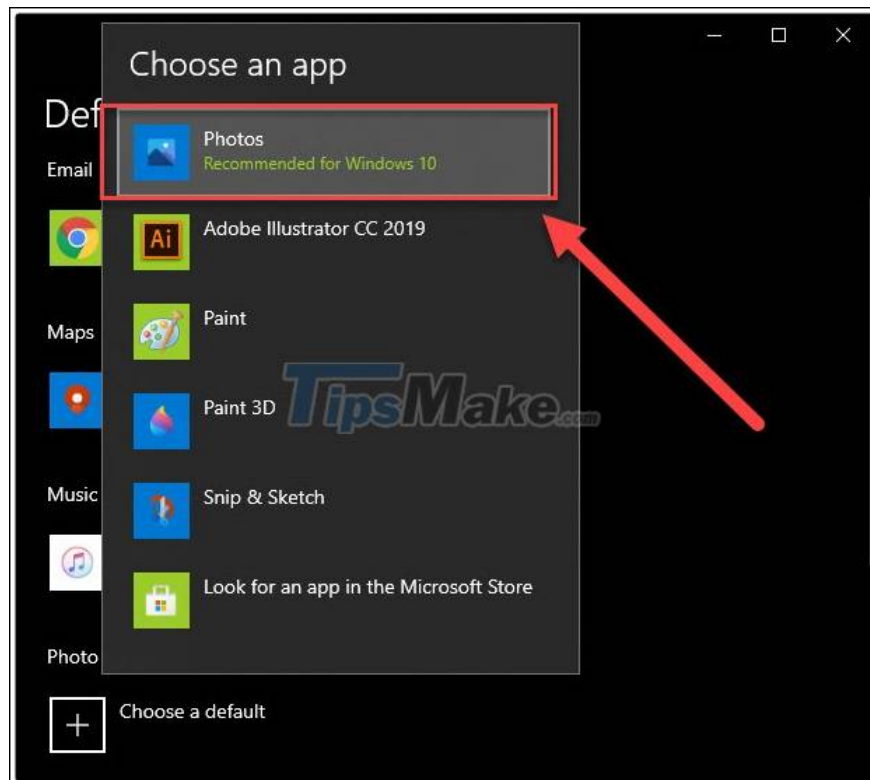 Choose an app
Def
Photos
Recommended for Windows 10
Email
Adobe Illustrator CC 2019
Ai
Maps
Paint
Paint 3D
TipsMake.com
Music
Snip & Sketch
Look for an app in the Microsoft Store
Photo
Choose a default